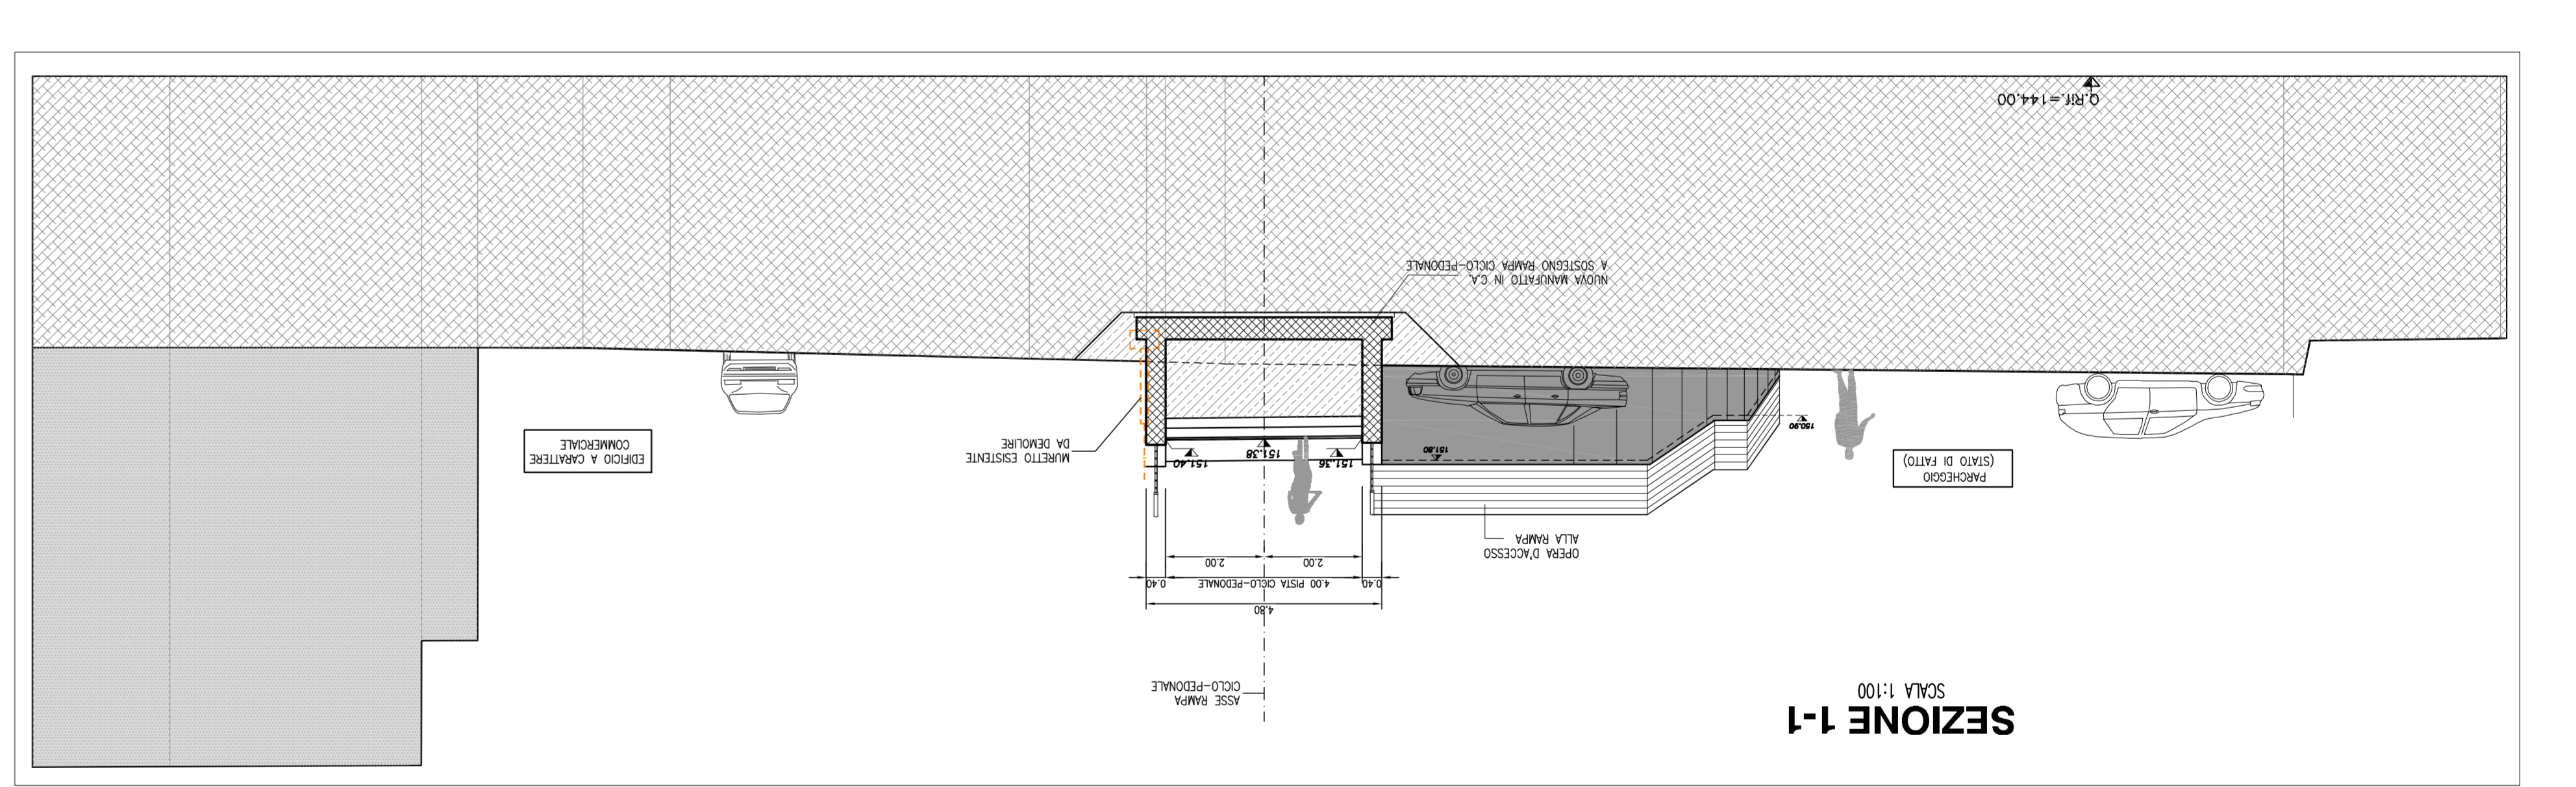 SEZIONE 1-1
SCALA 1:100
ASSE RAMPA
CICLO-PEDONALE
4.80
0.40
4.00 PISTA CICLO-PEDONALE
0.40
2.00
2.00
OPERA D'ACCESSO
ALLA RAMPA
PARCHEGGIO
(STATO DI FATTO)
150.90
151.80
151.36
151.38
151.40
MURETTO ESISTENTE
DA DEMOLIRE
EDIFICIO A CARATTERE
COMMERCIALE
NUOVA MANUFATTO IN C.A.
A SOSTEGNO RAMPA CICLO-PEDONALE
Q.Rif.=144.00